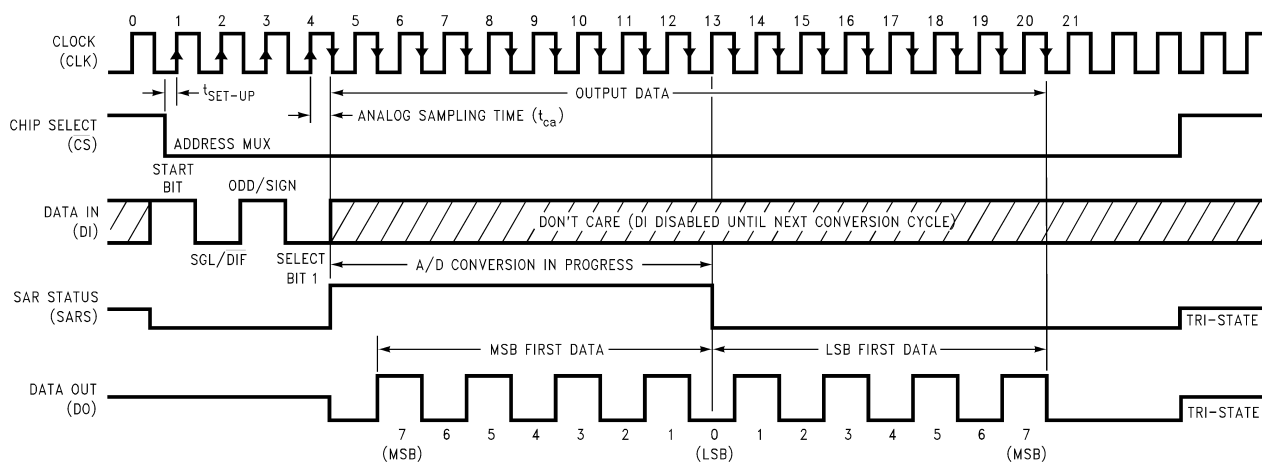 0 1 2 3 4 5 6 7 8 9 10 11 12 13 14 15 16 17 18 19 20 21
CLOCK
(CLK)
tSET-UP
OUTPUT DATA
ANALOG SAMPLING TIME (tca)
CHIP SELECT
(C̅S̅)
ADDRESS MUX
START
BIT
ODD/SIGN
DATA IN
(DI)
DON'T CARE (DI DISABLED UNTIL NEXT CONVERSION CYCLE)
SGL/D̅I̅F̅
SELECT
BIT 1
A/D CONVERSION IN PROGRESS
SAR STATUS
(SARS)
TRI-STATE
MSB FIRST DATA
LSB FIRST DATA
DATA OUT
(DO)
TRI-STATE
7 6 5 4 3 2 1 0 1 2 3 4 5 6 7
(MSB) (LSB) (MSB)